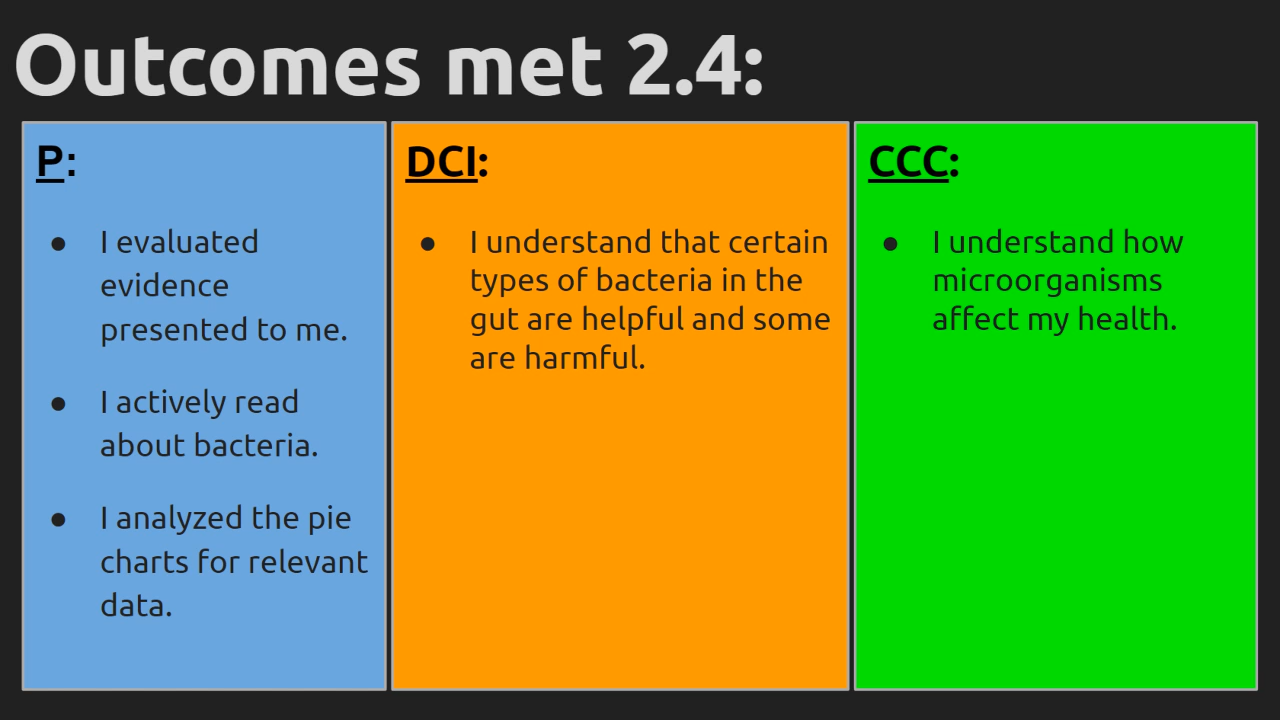 Outcomes met 2.4:
P:
● I evaluated
evidence
presented to me.
● I actively read
about bacteria.
● I analyzed the pie
charts for relevant
data.
DCI:
● I understand that certain
types of bacteria in the
gut are helpful and some
are harmful.
CCC:
● I understand how
microorganisms
affect my health.